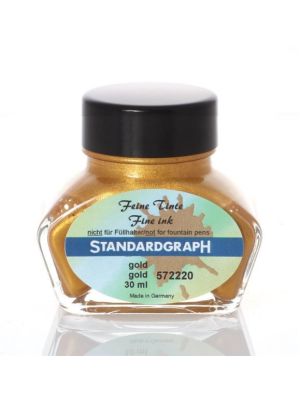 Feine Tinte
Fine ink
nicht für Füllhalter/not for fountain pens
STANDARDGRAPH
gold
gold 572220
30 ml
Made in Germany